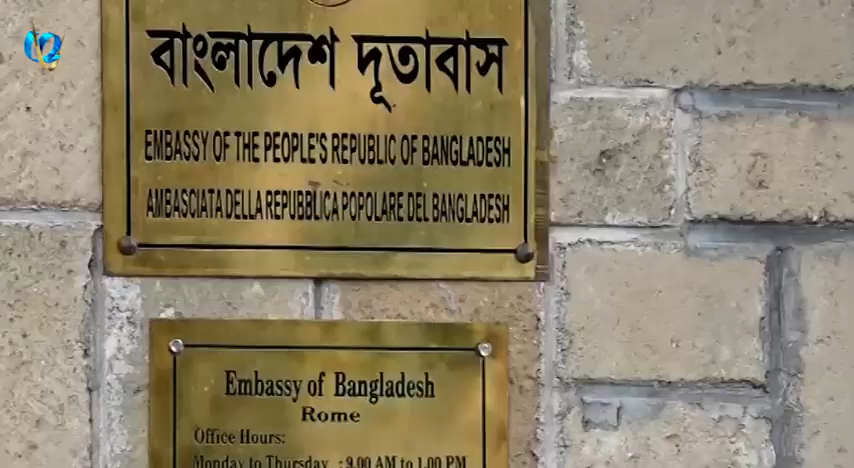 বাংলাদেশ দূতাবাস
EMBASSY OF THE PEOPLE'S REPUBLIC OF BANGLADESH
AMBASCIATA DELLA REPUBBLICA POPOLARE DEL BANGLADESH
Embassy of Bangladesh
Rome
Office Hours:
Monday to Thursday : 9.00 AM to 1.00 PM